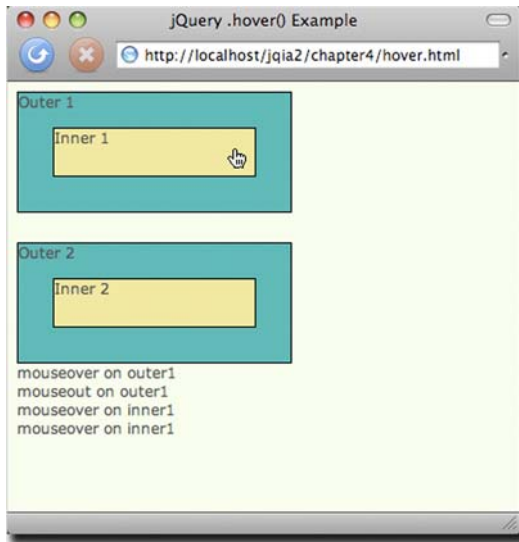 jQuery .hover() Example
http://localhost/jqia2/chapter4/hover.html
Outer 1
Inner 1
Outer 2
Inner 2
mouseover on outer1
mouseout on outer1
mouseover on inner1
mouseover on inner1